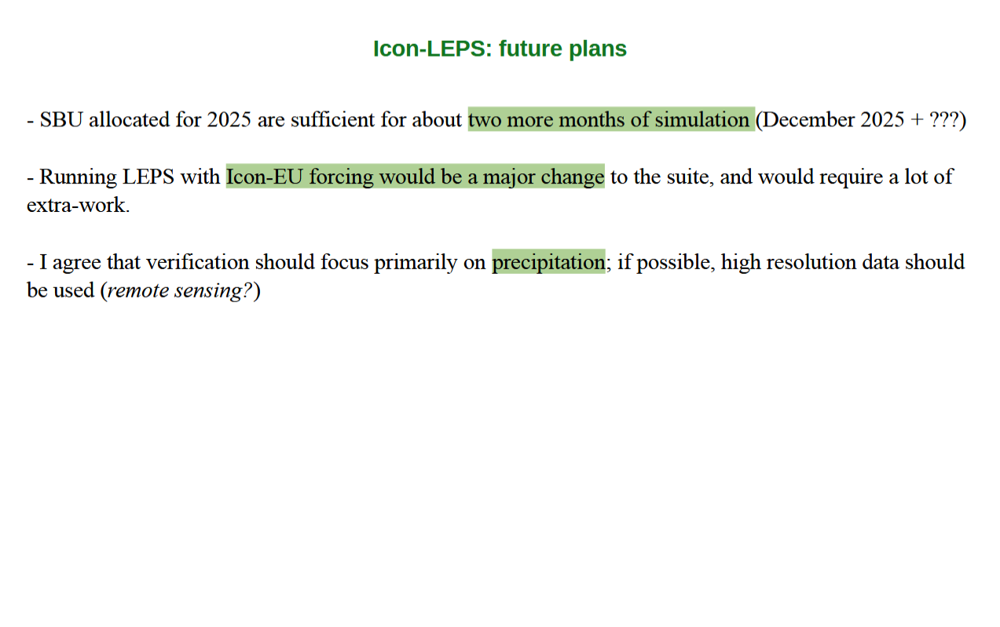 Icon-LEPS: future plans
- SBU allocated for 2025 are sufficient for about two more months of simulation (December 2025 + ???)
- Running LEPS with Icon-EU forcing would be a major change to the suite, and would require a lot of
extra-work.
- I agree that verification should focus primarily on precipitation; if possible, high resolution data should
be used (remote sensing?)